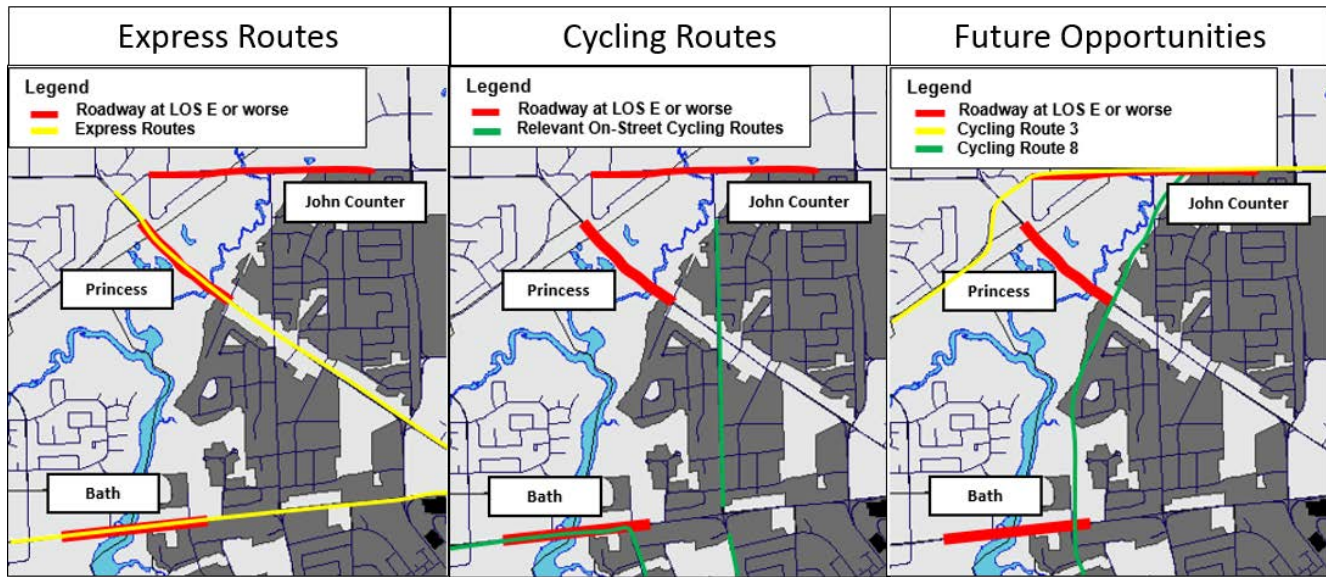 Express Routes
Legend
Roadway at LOS E or worse
Express Routes
John Counter
Princess
Bath
Cycling Routes
Legend
Roadway at LOS E or worse
Relevant On-Street Cycling Routes
John Counter
Princess
Bath
Future Opportunities
Legend
Roadway at LOS E or worse
Cycling Route 3
Cycling Route 8
John Counter
Princess
Bath